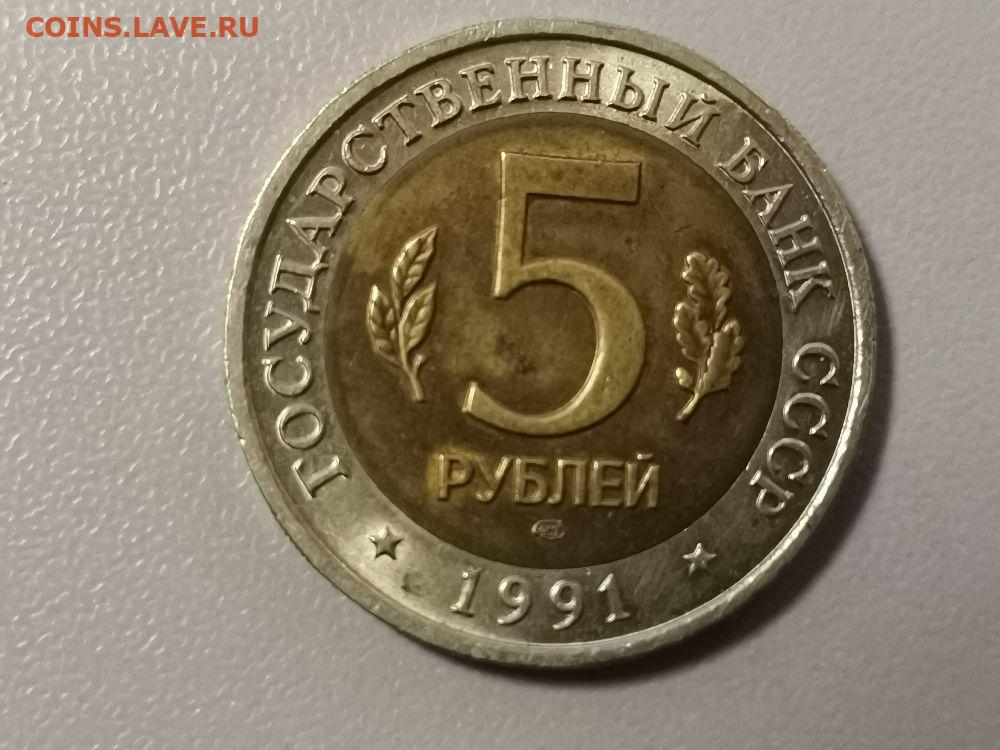 COINS.LAVE.RU
ГОСУДАРСТВЕННЫЙ БАНК СССР
5
РУБЛЕЙ
1991